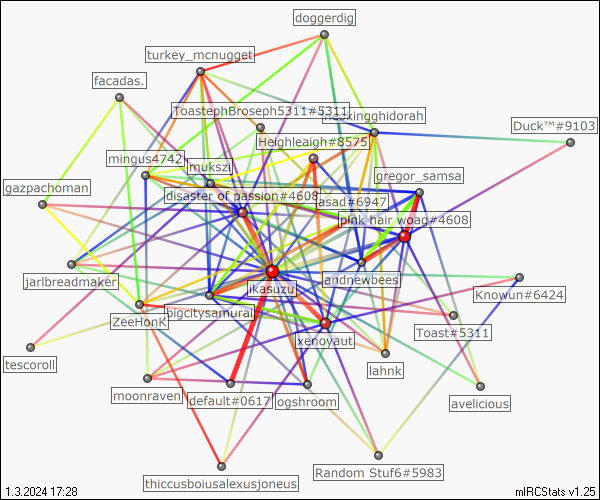 doggerdig
turkey_mcnugget
facadas.
ToastephBroseph5311#5311
fuckingghidorah
Duck™#9103
Heighleaigh#8575
mingus4742
mukszi
gregor_samsa
gazpachoman
disaster of passion#4608
asad#6947
pink hair woag#4608
jarlbreadmaker
ikasuzu
andnewbees
Knowun#6424
ZeeHonK
pigcitysamurai
Toast#5311
xenoyaut
tescoroll
lahnk
moonraven
default#0617
ogshroom
avelicious
Random Stuf6#5983
thiccusboiusalexusjoneus
1.3.2024 17:28
mIRCStats v1.25